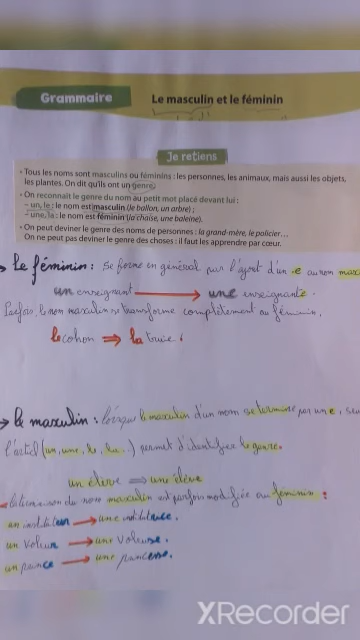 Grammaire
Le masculin et le féminin
Je retiens
• Tous les noms sont masculins ou féminins : les personnes, les animaux, mais aussi les objets,
les plantes. On dit qu'ils ont un genre.
• On reconnaît le genre du nom au petit mot placé devant lui :
– un, le : le nom est masculin (le ballon, un arbre) ;
– une, la : le nom est féminin (la chaise, une baleine).
• On peut deviner le genre des noms de personnes : la grand-mère, le policier...
On ne peut pas deviner le genre des choses : il faut les apprendre par cœur.
→ Le féminin : se forme en général par l'ajout d'un -e au nom masc
un enseignant → une enseignante.
Parfois, le nom masculin se transforme complètement au féminin.
le cochon ⇒ la truie.
→ le masculin : lorsque le masculin d'un nom se termine par un e, seul
l'article (un, une, le, la...) permet d'identifier le genre.
un élève ⇒ une élève
terminaison du nom masculin est parfois modifiée au féminin :
un instituteur → une institutrice.
un voleur → une voleuse.
un prince → une princesse.
XRecorder